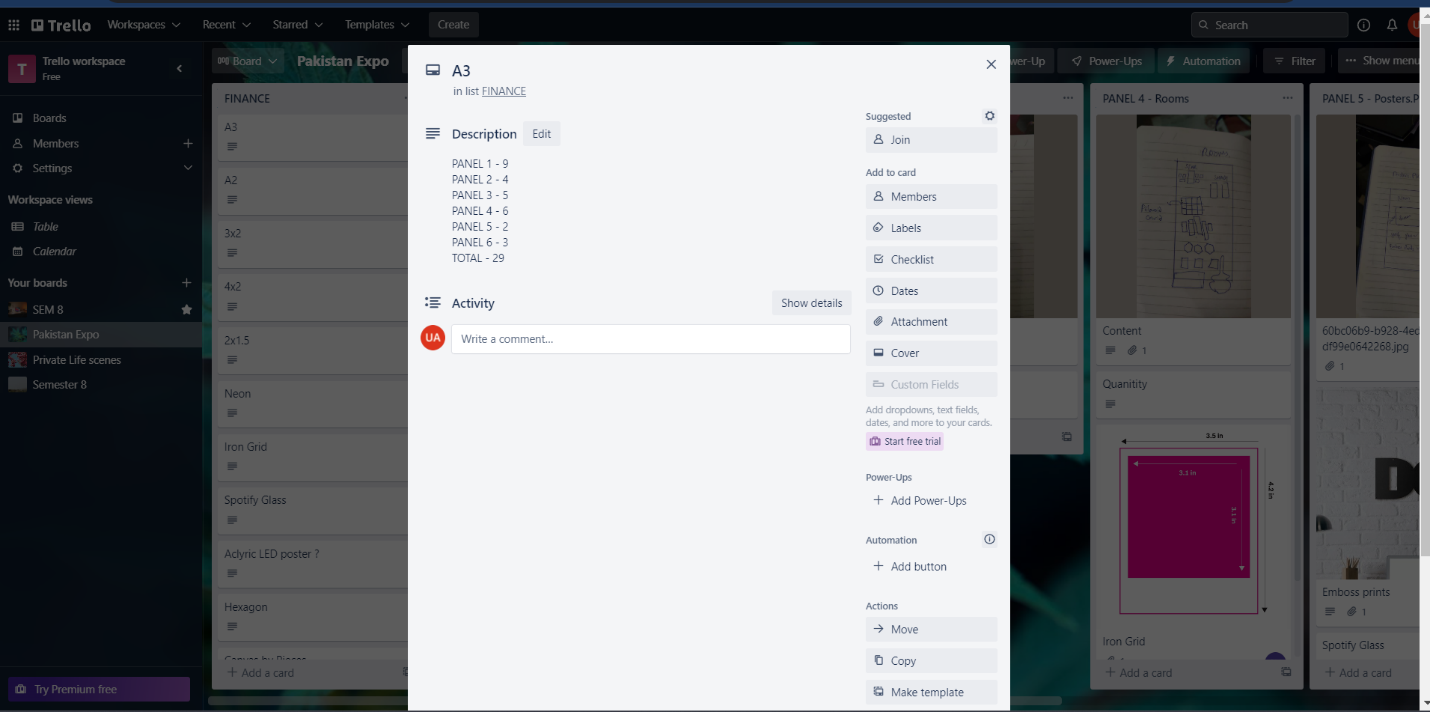 Trello
Workspaces
Recent
Starred
Templates
Create
Search
T
Trello workspace
Free
Boards
Members
Settings
Workspace views
Table
Calendar
Your boards
SEM 8
Pakistan Expo
Private Life scenes
Semester 8
Try Premium free
Board
Pakistan Expo
Power-Ups
Automation
Filter
Show menu
FINANCE
A3
A2
3x2
4x2
2x1.5
Neon
Iron Grid
Spotify Glass
Aclyric LED poster ?
Hexagon
Add a card
A3
in list FINANCE
Description
Edit
PANEL 1 - 9
PANEL 2 - 4
PANEL 3 - 5
PANEL 4 - 6
PANEL 5 - 2
PANEL 6 - 3
TOTAL - 29
Activity
Show details
UA
Write a comment...
Suggested
Join
Add to card
Members
Labels
Checklist
Dates
Attachment
Cover
Custom Fields
Add dropdowns, text fields,
dates, and more to your cards.
Start free trial
Power-Ups
Add Power-Ups
Automation
Add button
Actions
Move
Copy
Make template
PANEL 4 - Rooms
Content
1
Quanitity
3.5 in
3.1 in
3.1 in
4.2 in
Iron Grid
Add a card
PANEL 5 - Posters.P
60bc06b9-b928-4ec
df99e0642268.jpg
1
Emboss prints
1
Spotify Glass
Add a card